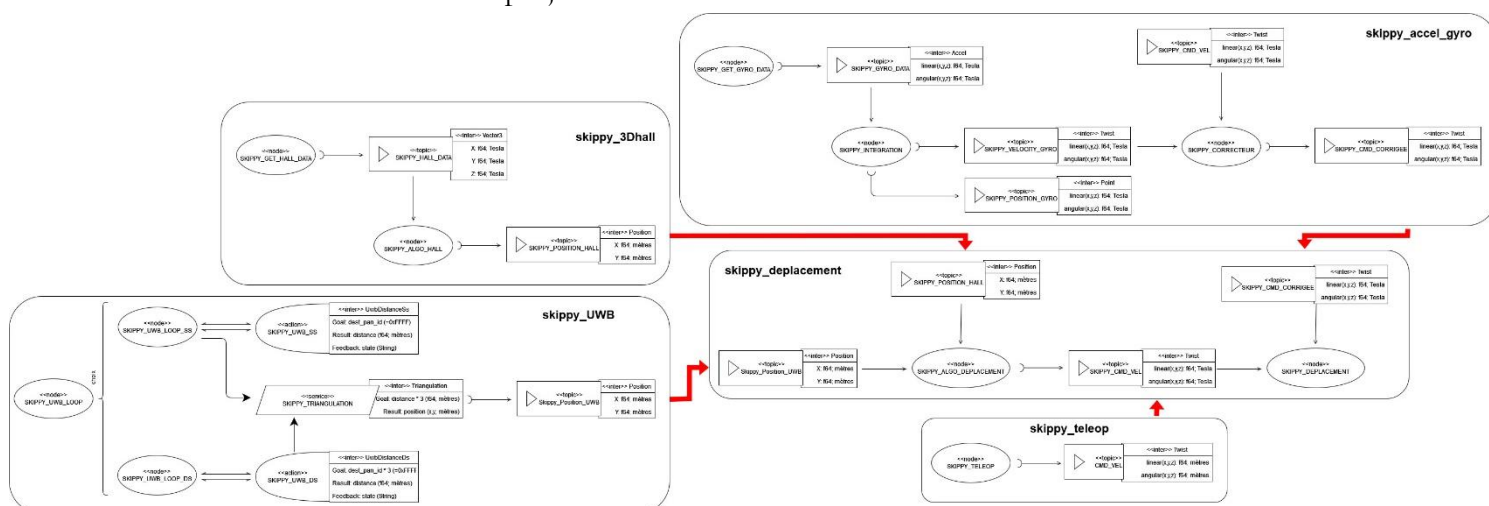 skippy_accel_gyro
<<node>>
SKIPPY_GET_GYRO_DATA
<<topic>>
SKIPPY_GYRO_DATA
<<inter>> Accel
linear(x,y,z): f64; Tesla
angular(x,y,z): f64; Tesla
<<topic>>
SKIPPY_CMD_VEL
<<inter>> Twist
linear(x,y,z): f64; Tesla
angular(x,y,z): f64; Tesla
<<node>>
SKIPPY_INTEGRATION
<<topic>>
SKIPPY_VELOCITY_GYRO
<<inter>> Twist
linear(x,y,z): f64; Tesla
angular(x,y,z): f64; Tesla
<<node>>
SKIPPY_CORRECTEUR
<<topic>>
SKIPPY_CMD_CORRIGEE
<<inter>> Twist
linear(x,y,z): f64; Tesla
angular(x,y,z): f64; Tesla
<<topic>>
SKIPPY_POSITION_GYRO
<<inter>> Point
linear(x,y,z): f64; Tesla
angular(x,y,z): f64; Tesla
skippy_3Dhall
<<node>>
SKIPPY_GET_HALL_DATA
<<topic>>
SKIPPY_HALL_DATA
<<inter>> Vector3
X: f64; Tesla
Y: f64; Tesla
Z: f64; Tesla
<<node>>
SKIPPY_ALGO_HALL
<<topic>>
SKIPPY_POSITION_HALL
<<inter>> Position
X: f64; mètres
Y: f64; mètres
skippy_deplacement
<<topic>>
SKIPPY_POSITION_HALL
<<inter>> Position
X: f64; mètres
Y: f64; mètres
<<topic>>
SKIPPY_CMD_CORRIGEE
<<inter>> Twist
linear(x,y,z): f64; Tesla
angular(x,y,z): f64; Tesla
<<topic>>
Skippy_Position_UWB
<<inter>> Position
X: f64; mètres
Y: f64; mètres
<<node>>
SKIPPY_ALGO_DEPLACEMENT
<<topic>>
SKIPPY_CMD_VEL
<<inter>> Twist
linear(x,y,z): f64; Tesla
angular(x,y,z): f64; Tesla
<<node>>
SKIPPY_DEPLACEMENT
skippy_UWB
<<node>>
SKIPPY_UWB_LOOP
<<node>>
SKIPPY_UWB_LOOP_SS
<<action>>
SKIPPY_UWB_SS
<<inter>> UwbDistanceSs
Goal: dest_pan_id (=0xFFFF)
Result: distance (f64; mètres)
Feedback: state (String)
<<service>>
SKIPPY_TRIANGULATION
<<inter>> Triangulation
Goal: distance * 3 (f64, mètres)
Result: position (x,y, mètres)
<<topic>>
Skippy_Position_UWB
<<inter>> Position
X: f64; mètres
Y: f64; mètres
<<node>>
SKIPPY_UWB_LOOP_DS
<<action>>
SKIPPY_UWB_DS
<<inter>> UwbDistanceDs
Goal: dest_pan_id * 3 (=0xFFFF
Result: distance (f64; mètres)
Feedback: state (String)
skippy_teleop
<<node>>
SKIPPY_TELEOP
<<topic>>
CMD_VEL
<<inter>> Twist
linear(x,y,z): f64; mètres
angular(x,y,z): f64; mètres